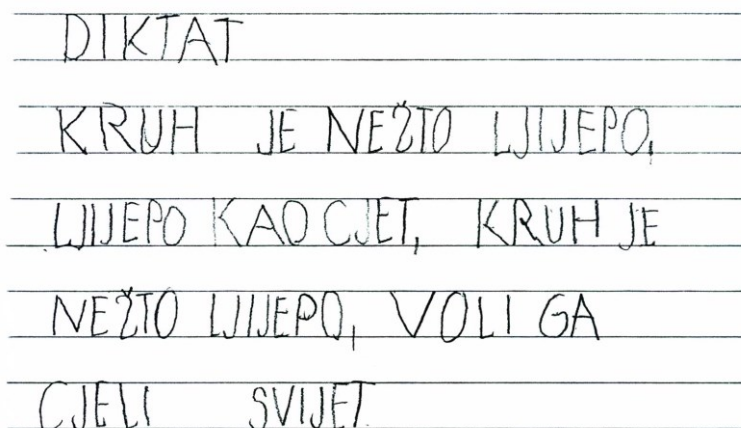 DIKTAT
KRUH JE NEŽTO LJIJEPO,
LJIJEPO KAO CJET, KRUH JE
NEŽTO LJIJEPO, VOLI GA
CJELI SVIJET.